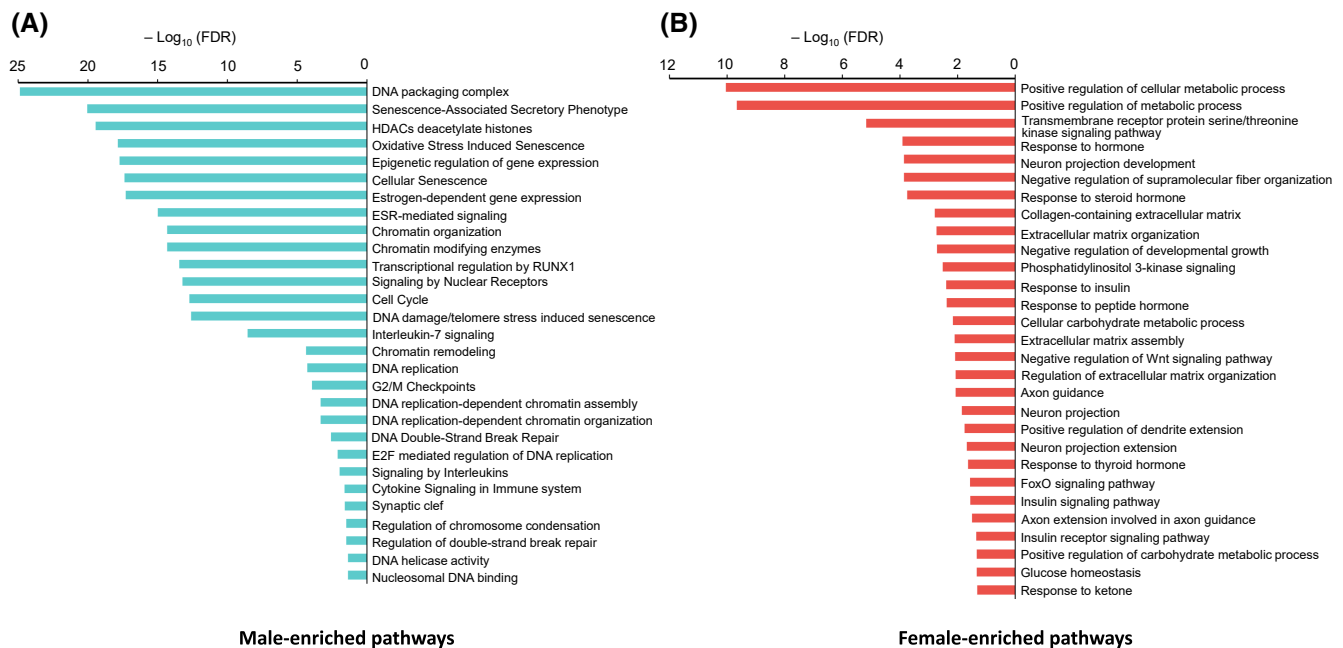 (A)
– Log10 (FDR)
25 20 15 10 5 0
DNA packaging complex
Senescence-Associated Secretory Phenotype
HDACs deacetylate histones
Oxidative Stress Induced Senescence
Epigenetic regulation of gene expression
Cellular Senescence
Estrogen-dependent gene expression
ESR-mediated signaling
Chromatin organization
Chromatin modifying enzymes
Transcriptional regulation by RUNX1
Signaling by Nuclear Receptors
Cell Cycle
DNA damage/telomere stress induced senescence
Interleukin-7 signaling
Chromatin remodeling
DNA replication
G2/M Checkpoints
DNA replication-dependent chromatin assembly
DNA replication-dependent chromatin organization
DNA Double-Strand Break Repair
E2F mediated regulation of DNA replication
Signaling by Interleukins
Cytokine Signaling in Immune system
Synaptic clef
Regulation of chromosome condensation
Regulation of double-strand break repair
DNA helicase activity
Nucleosomal DNA binding
Male-enriched pathways
(B)
– Log10 (FDR)
12 10 8 6 4 2 0
Positive regulation of cellular metabolic process
Positive regulation of metabolic process
Transmembrane receptor protein serine/threonine
kinase signaling pathway
Response to hormone
Neuron projection development
Negative regulation of supramolecular fiber organization
Response to steroid hormone
Collagen-containing extracellular matrix
Extracellular matrix organization
Negative regulation of developmental growth
Phosphatidylinositol 3-kinase signaling
Response to insulin
Response to peptide hormone
Cellular carbohydrate metabolic process
Extracellular matrix assembly
Negative regulation of Wnt signaling pathway
Regulation of extracellular matrix organization
Axon guidance
Neuron projection
Positive regulation of dendrite extension
Neuron projection extension
Response to thyroid hormone
FoxO signaling pathway
Insulin signaling pathway
Axon extension involved in axon guidance
Insulin receptor signaling pathway
Positive regulation of carbohydrate metabolic process
Glucose homeostasis
Response to ketone
Female-enriched pathways